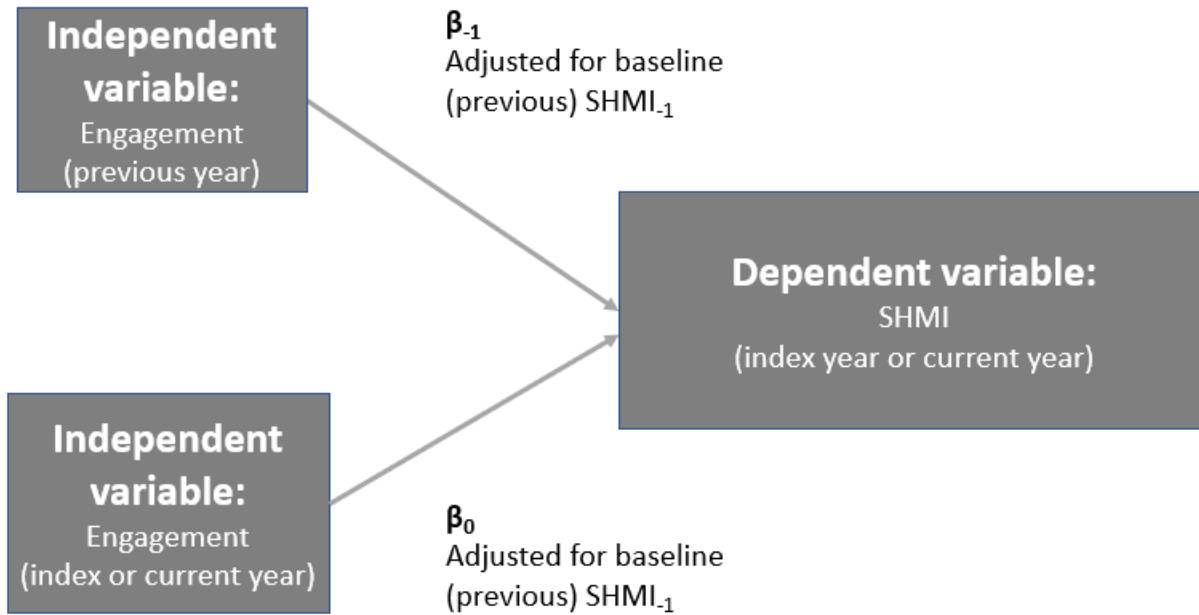 Independent
variable:
Engagement
(previous year)
β-1
Adjusted for baseline
(previous) SHMI-1
Dependent variable:
SHMI
(index year or current year)
Independent
variable:
Engagement
(index or current year)
β0
Adjusted for baseline
(previous) SHMI-1